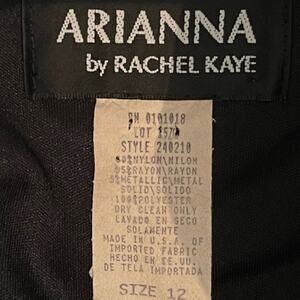 ARIANNA
by RACHEL KAYE
RN 0101018
LOT 1570
STYLE 240210
NYLON/NILON
RAYON/RAYON
METALLIC/METAL
SOLID/SOLIDO
100%POLYESTER
DRY CLEAN ONLY
LAVADO EN SECO
SOLAMENTE
MADE IN U.S.A. OF
IMPORTED FABRIC
HECHO EN EE.UU.
DE TELA IMPORTADA
SIZE 12